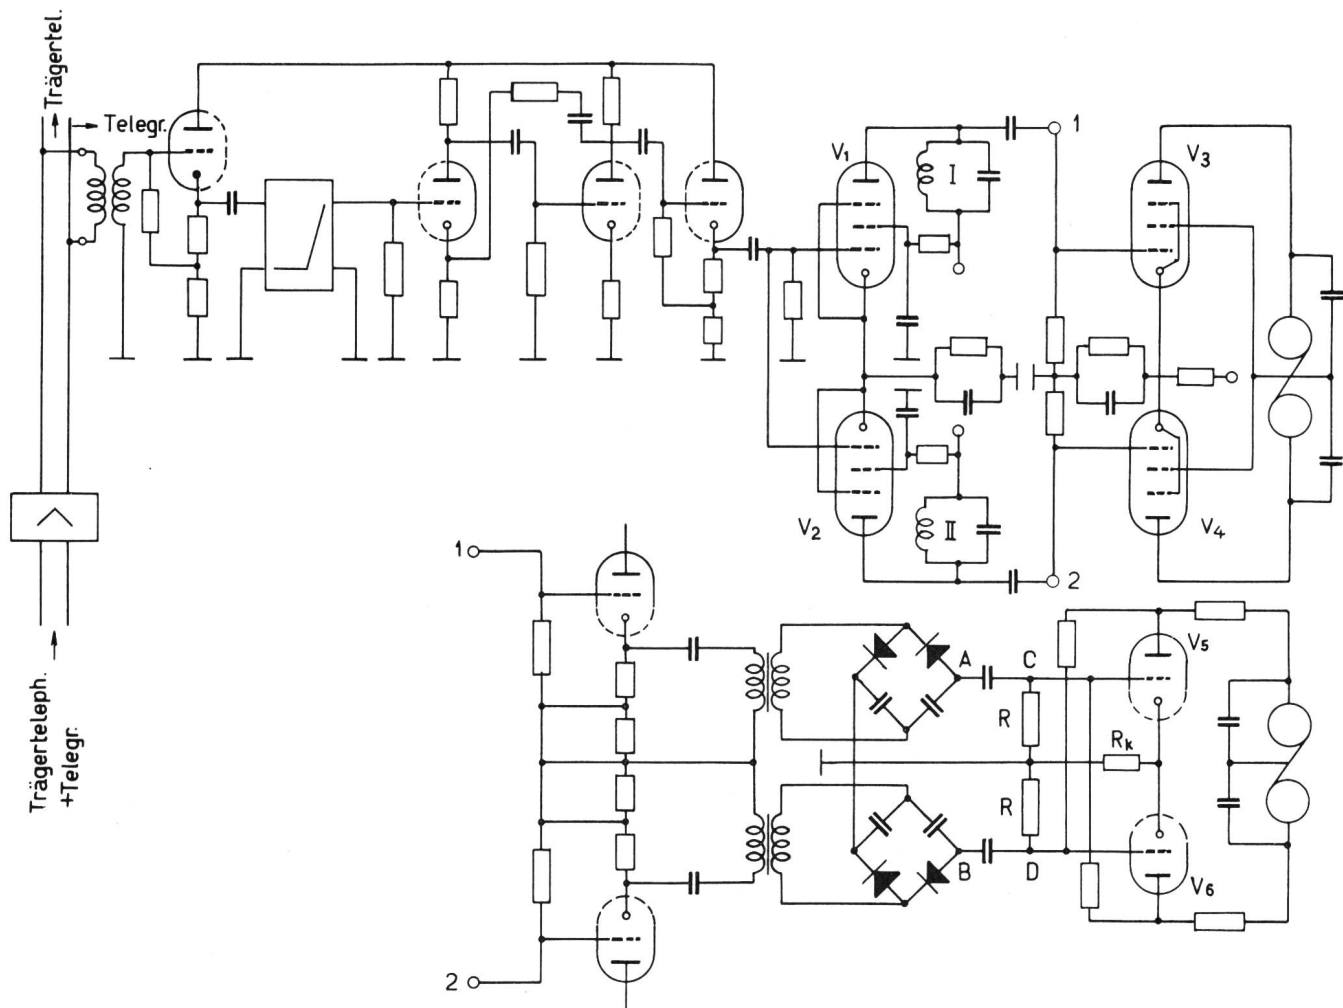 Trägertel.
Telegr.
Trägerteleph.
+Telegr.
V1
I
1
V3
V2
II
2
V4
1
A
C
V5
R
Rk
R
B
D
V6
2